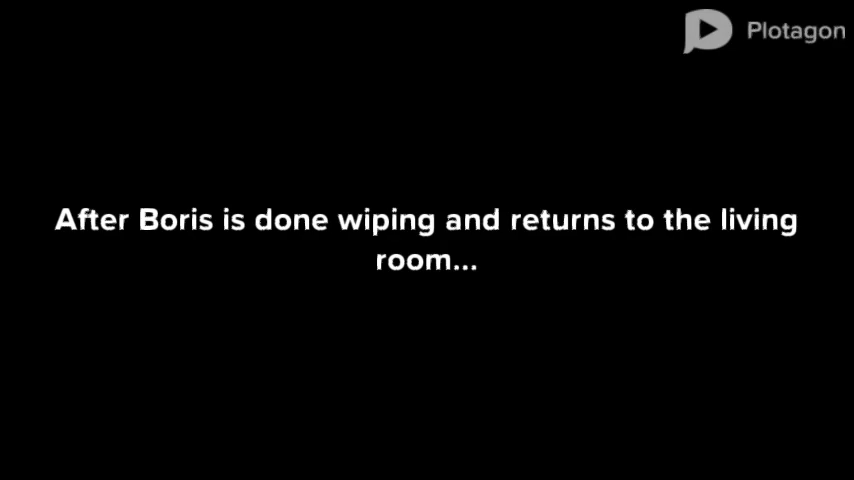 Plotagon
After Boris is done wiping and returns to the living
room...